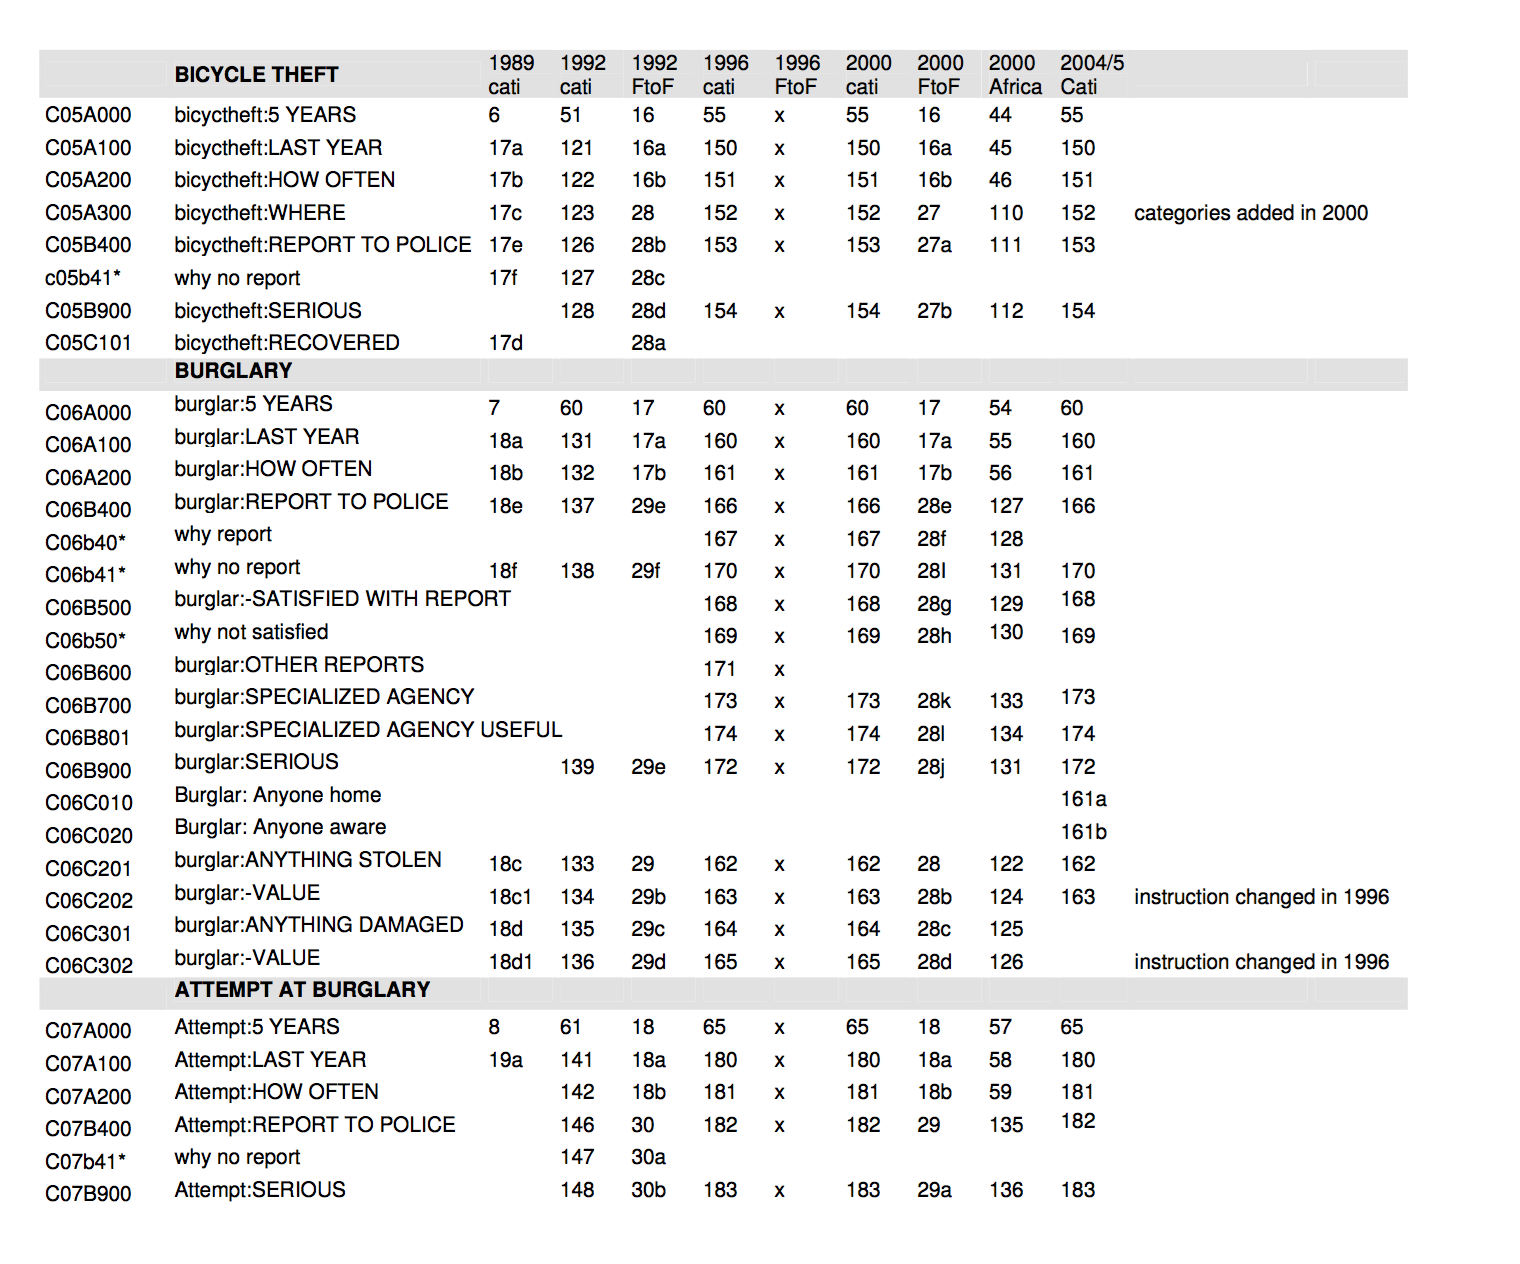 BICYCLE THEFT 1989 cati 1992 cati 1992 FtoF 1996 cati 1996 FtoF 2000 cati 2000 FtoF 2000 Africa 2004/5 Cati
C05A000 bicyctheft:5 YEARS 6 51 16 55 x 55 16 44 55
C05A100 bicyctheft:LAST YEAR 17a 121 16a 150 x 150 16a 45 150
C05A200 bicyctheft:HOW OFTEN 17b 122 16b 151 x 151 16b 46 151
C05A300 bicyctheft:WHERE 17c 123 28 152 x 152 27 110 152 categories added in 2000
C05B400 bicyctheft:REPORT TO POLICE 17e 126 28b 153 x 153 27a 111 153
c05b41* why no report 17f 127 28c
C05B900 bicyctheft:SERIOUS 128 28d 154 x 154 27b 112 154
C05C101 bicyctheft:RECOVERED 17d 28a
BURGLARY
C06A000 burglar:5 YEARS 7 60 17 60 x 60 17 54 60
C06A100 burglar:LAST YEAR 18a 131 17a 160 x 160 17a 55 160
C06A200 burglar:HOW OFTEN 18b 132 17b 161 x 161 17b 56 161
C06B400 burglar:REPORT TO POLICE 18e 137 29e 166 x 166 28e 127 166
C06b40* why report 167 x 167 28f 128
C06b41* why no report 18f 138 29f 170 x 170 28l 131 170
C06B500 burglar:-SATISFIED WITH REPORT 168 x 168 28g 129 168
C06b50* why not satisfied 169 x 169 28h 130 169
C06B600 burglar:OTHER REPORTS 171 x
C06B700 burglar:SPECIALIZED AGENCY 173 x 173 28k 133 173
C06B801 burglar:SPECIALIZED AGENCY USEFUL 174 x 174 28l 134 174
C06B900 burglar:SERIOUS 139 29e 172 x 172 28j 131 172
C06C010 Burglar: Anyone home 161a
C06C020 Burglar: Anyone aware 161b
C06C201 burglar:ANYTHING STOLEN 18c 133 29 162 x 162 28 122 162
C06C202 burglar:-VALUE 18c1 134 29b 163 x 163 28b 124 163 instruction changed in 1996
C06C301 burglar:ANYTHING DAMAGED 18d 135 29c 164 x 164 28c 125
C06C302 burglar:-VALUE 18d1 136 29d 165 x 165 28d 126 instruction changed in 1996
ATTEMPT AT BURGLARY
C07A000 Attempt:5 YEARS 8 61 18 65 x 65 18 57 65
C07A100 Attempt:LAST YEAR 19a 141 18a 180 x 180 18a 58 180
C07A200 Attempt:HOW OFTEN 142 18b 181 x 181 18b 59 181
C07B400 Attempt:REPORT TO POLICE 146 30 182 x 182 29 135 182
C07b41* why no report 147 30a
C07B900 Attempt:SERIOUS 148 30b 183 x 183 29a 136 183